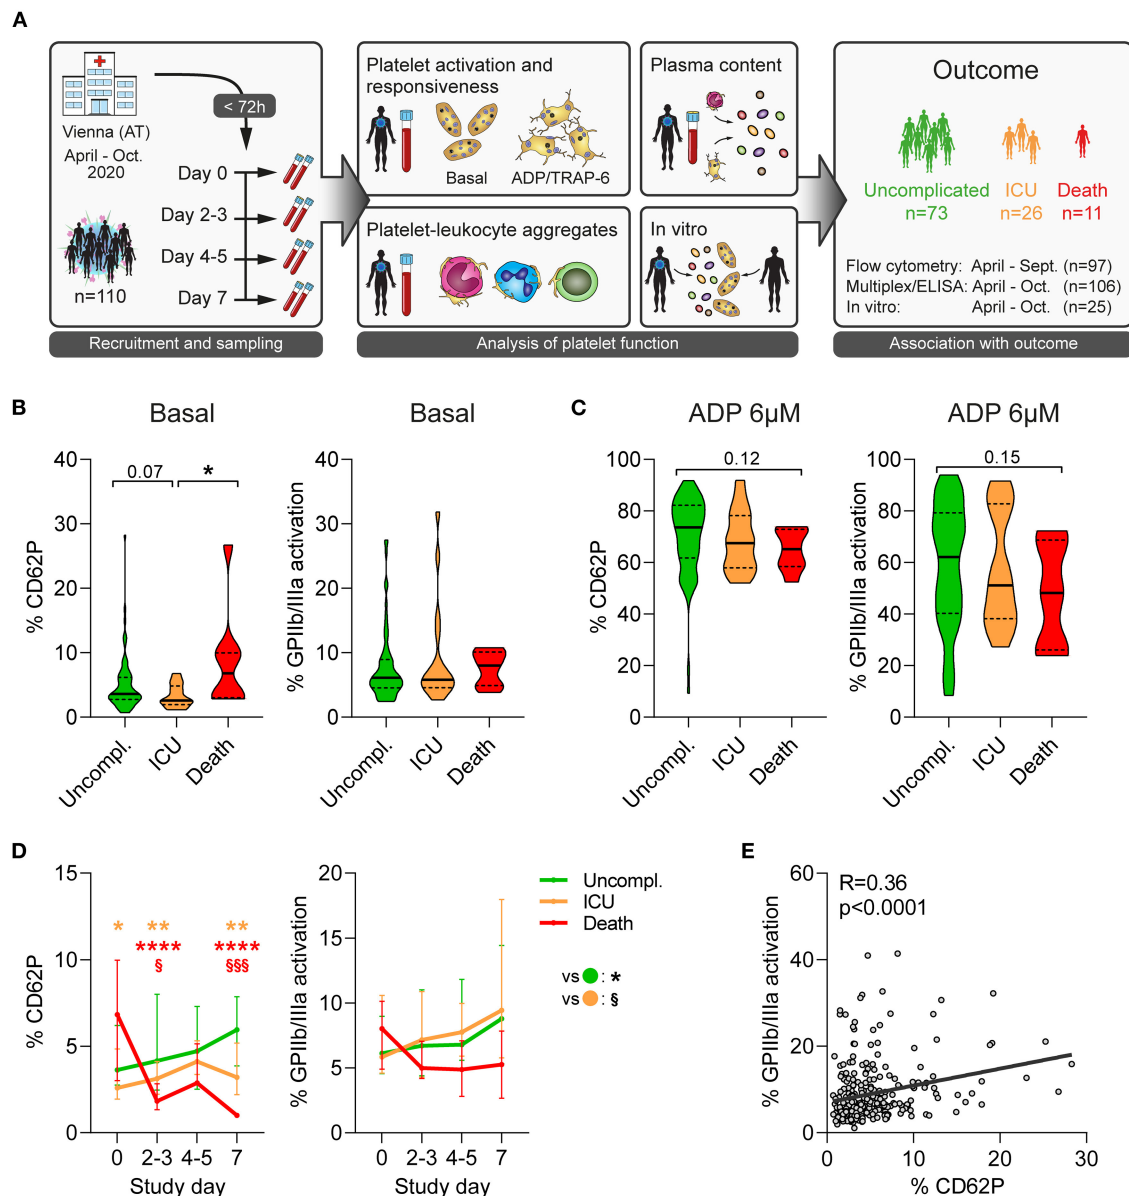 A
Vienna (AT)
April - Oct.
2020
n=110
< 72h
Day 0
Day 2-3
Day 4-5
Day 7
Recruitment and sampling
Platelet activation and
responsiveness
Basal
ADP/TRAP-6
Plasma content
Platelet-leukocyte aggregates
In vitro
Analysis of platelet function
Outcome
Uncomplicated
n=73
ICU
n=26
Death
n=11
Flow cytometry: April - Sept. (n=97)
Multiplex/ELISA: April - Oct. (n=106)
In vitro: April - Oct. (n=25)
Association with outcome
B
Basal
% CD62P
40
30
20
10
0
0.07
*
Uncompl.
ICU
Death
Basal
% GPIIb/IIIa activation
40
30
20
10
0
Uncompl.
ICU
Death
C
ADP 6µM
% CD62P
100
80
60
40
20
0
0.12
Uncompl.
ICU
Death
ADP 6µM
% GPIIb/IIIa activation
100
80
60
40
20
0
0.15
Uncompl.
ICU
Death
D
% CD62P
15
10
5
0
* ** **
**** ****
§ §§§
0 2-3 4-5 7
Study day
% GPIIb/IIIa activation
20
15
10
5
0
0 2-3 4-5 7
Study day
Uncompl.
ICU
Death
vs : *
vs : §
E
% GPIIb/IIIa activation
60
40
20
0
R=0.36
p<0.0001
0 10 20 30
% CD62P